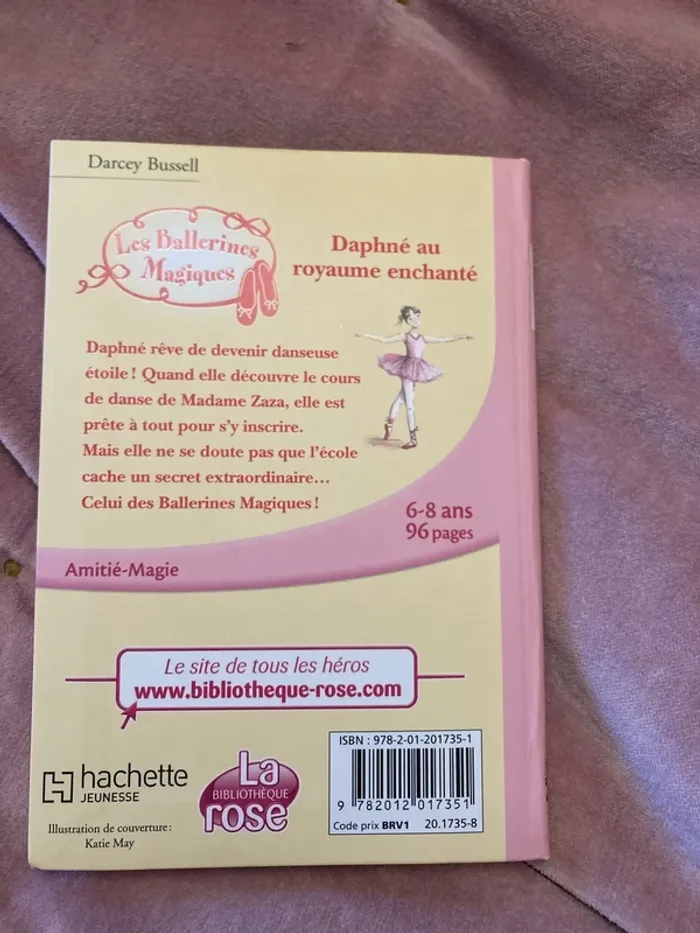 Darcey Bussell
Les Ballerines
Magiques
Daphné au
royaume enchanté
Daphné rêve de devenir danseuse
étoile ! Quand elle découvre le cours
de danse de Madame Zaza, elle est
prête à tout pour s'y inscrire.
Mais elle ne se doute pas que l'école
cache un secret extraordinaire…
Celui des Ballerines Magiques !
6-8 ans
96 pages
Amitié-Magie
Le site de tous les héros
www.bibliotheque-rose.com
hachette
JEUNESSE
Illustration de couverture :
Katie May
La
BIBLIOTHÈQUE
rose
ISBN : 978-2-01-201735-1
9 782012 017351
Code prix BRV1 20.1735-8